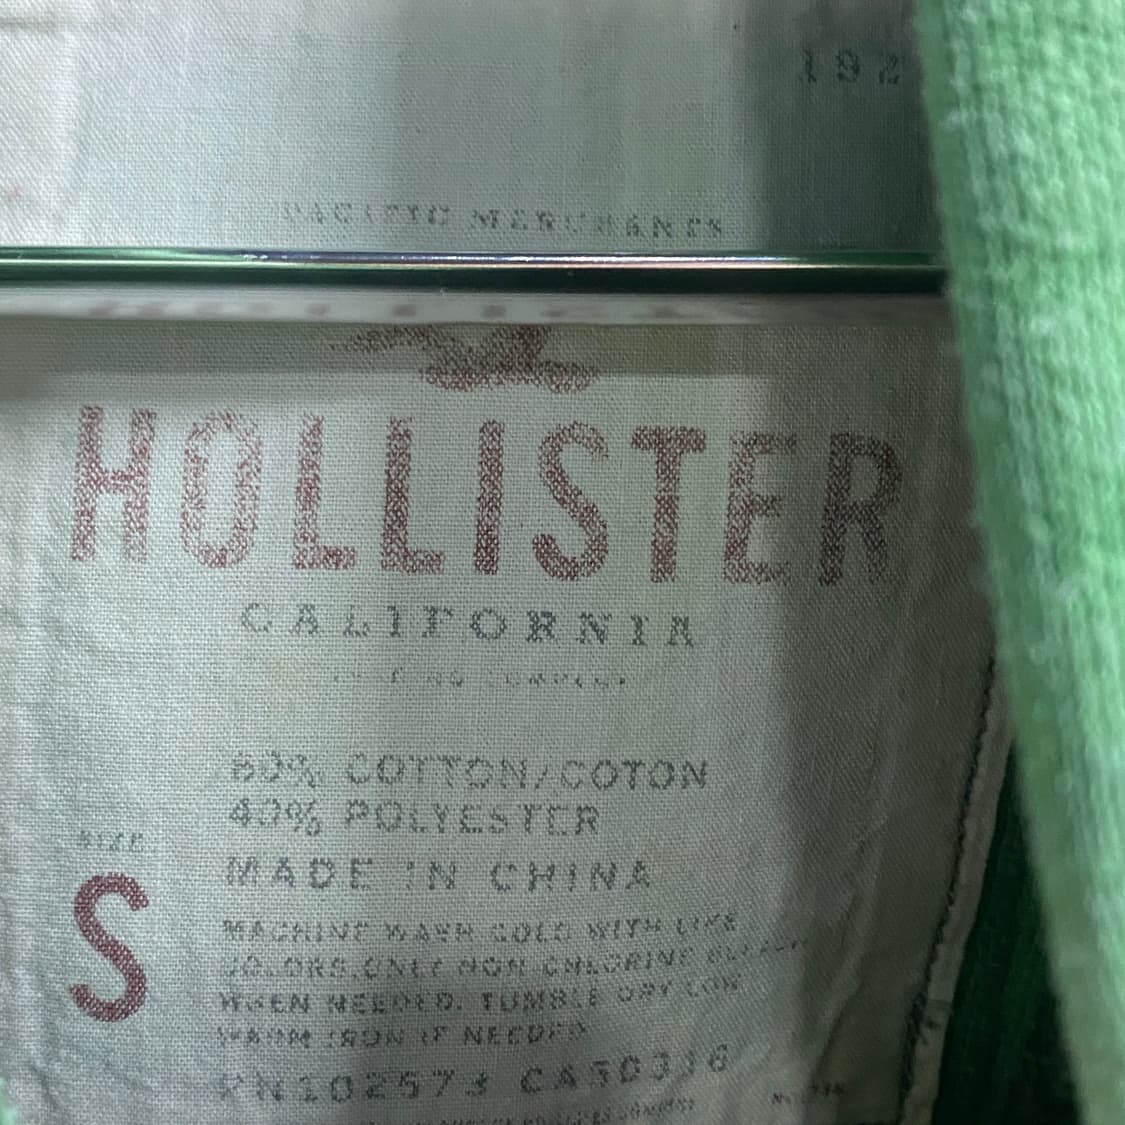 192
PACIFIC MERCHANTS
HOLLISTER
CALIFORNIA
60% COTTON/COTON
40% POLYESTER
MADE IN CHINA
SIZE
S
MACHINE WASH COLD WITH LIKE
COLORS. ONLY NON CHLORINE BLEACH
WHEN NEEDED. TUMBLE DRY LOW
WARM IRON IF NEEDED
RN102573 CA50336